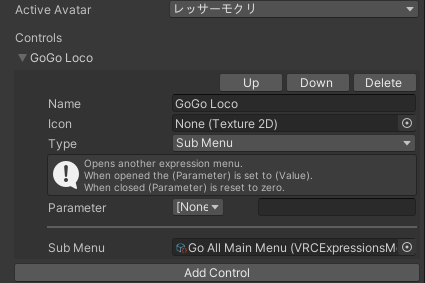 Active Avatar レッサーモクリ
Controls
GoGo Loco
Up Down Delete
Name GoGo Loco
Icon None (Texture 2D)
Type Sub Menu
Opens another expression menu.
When opened the (Parameter) is set to (Value).
When closed (Parameter) is reset to zero.
Parameter [None
Sub Menu Go All Main Menu (VRCExpressionsM
Add Control